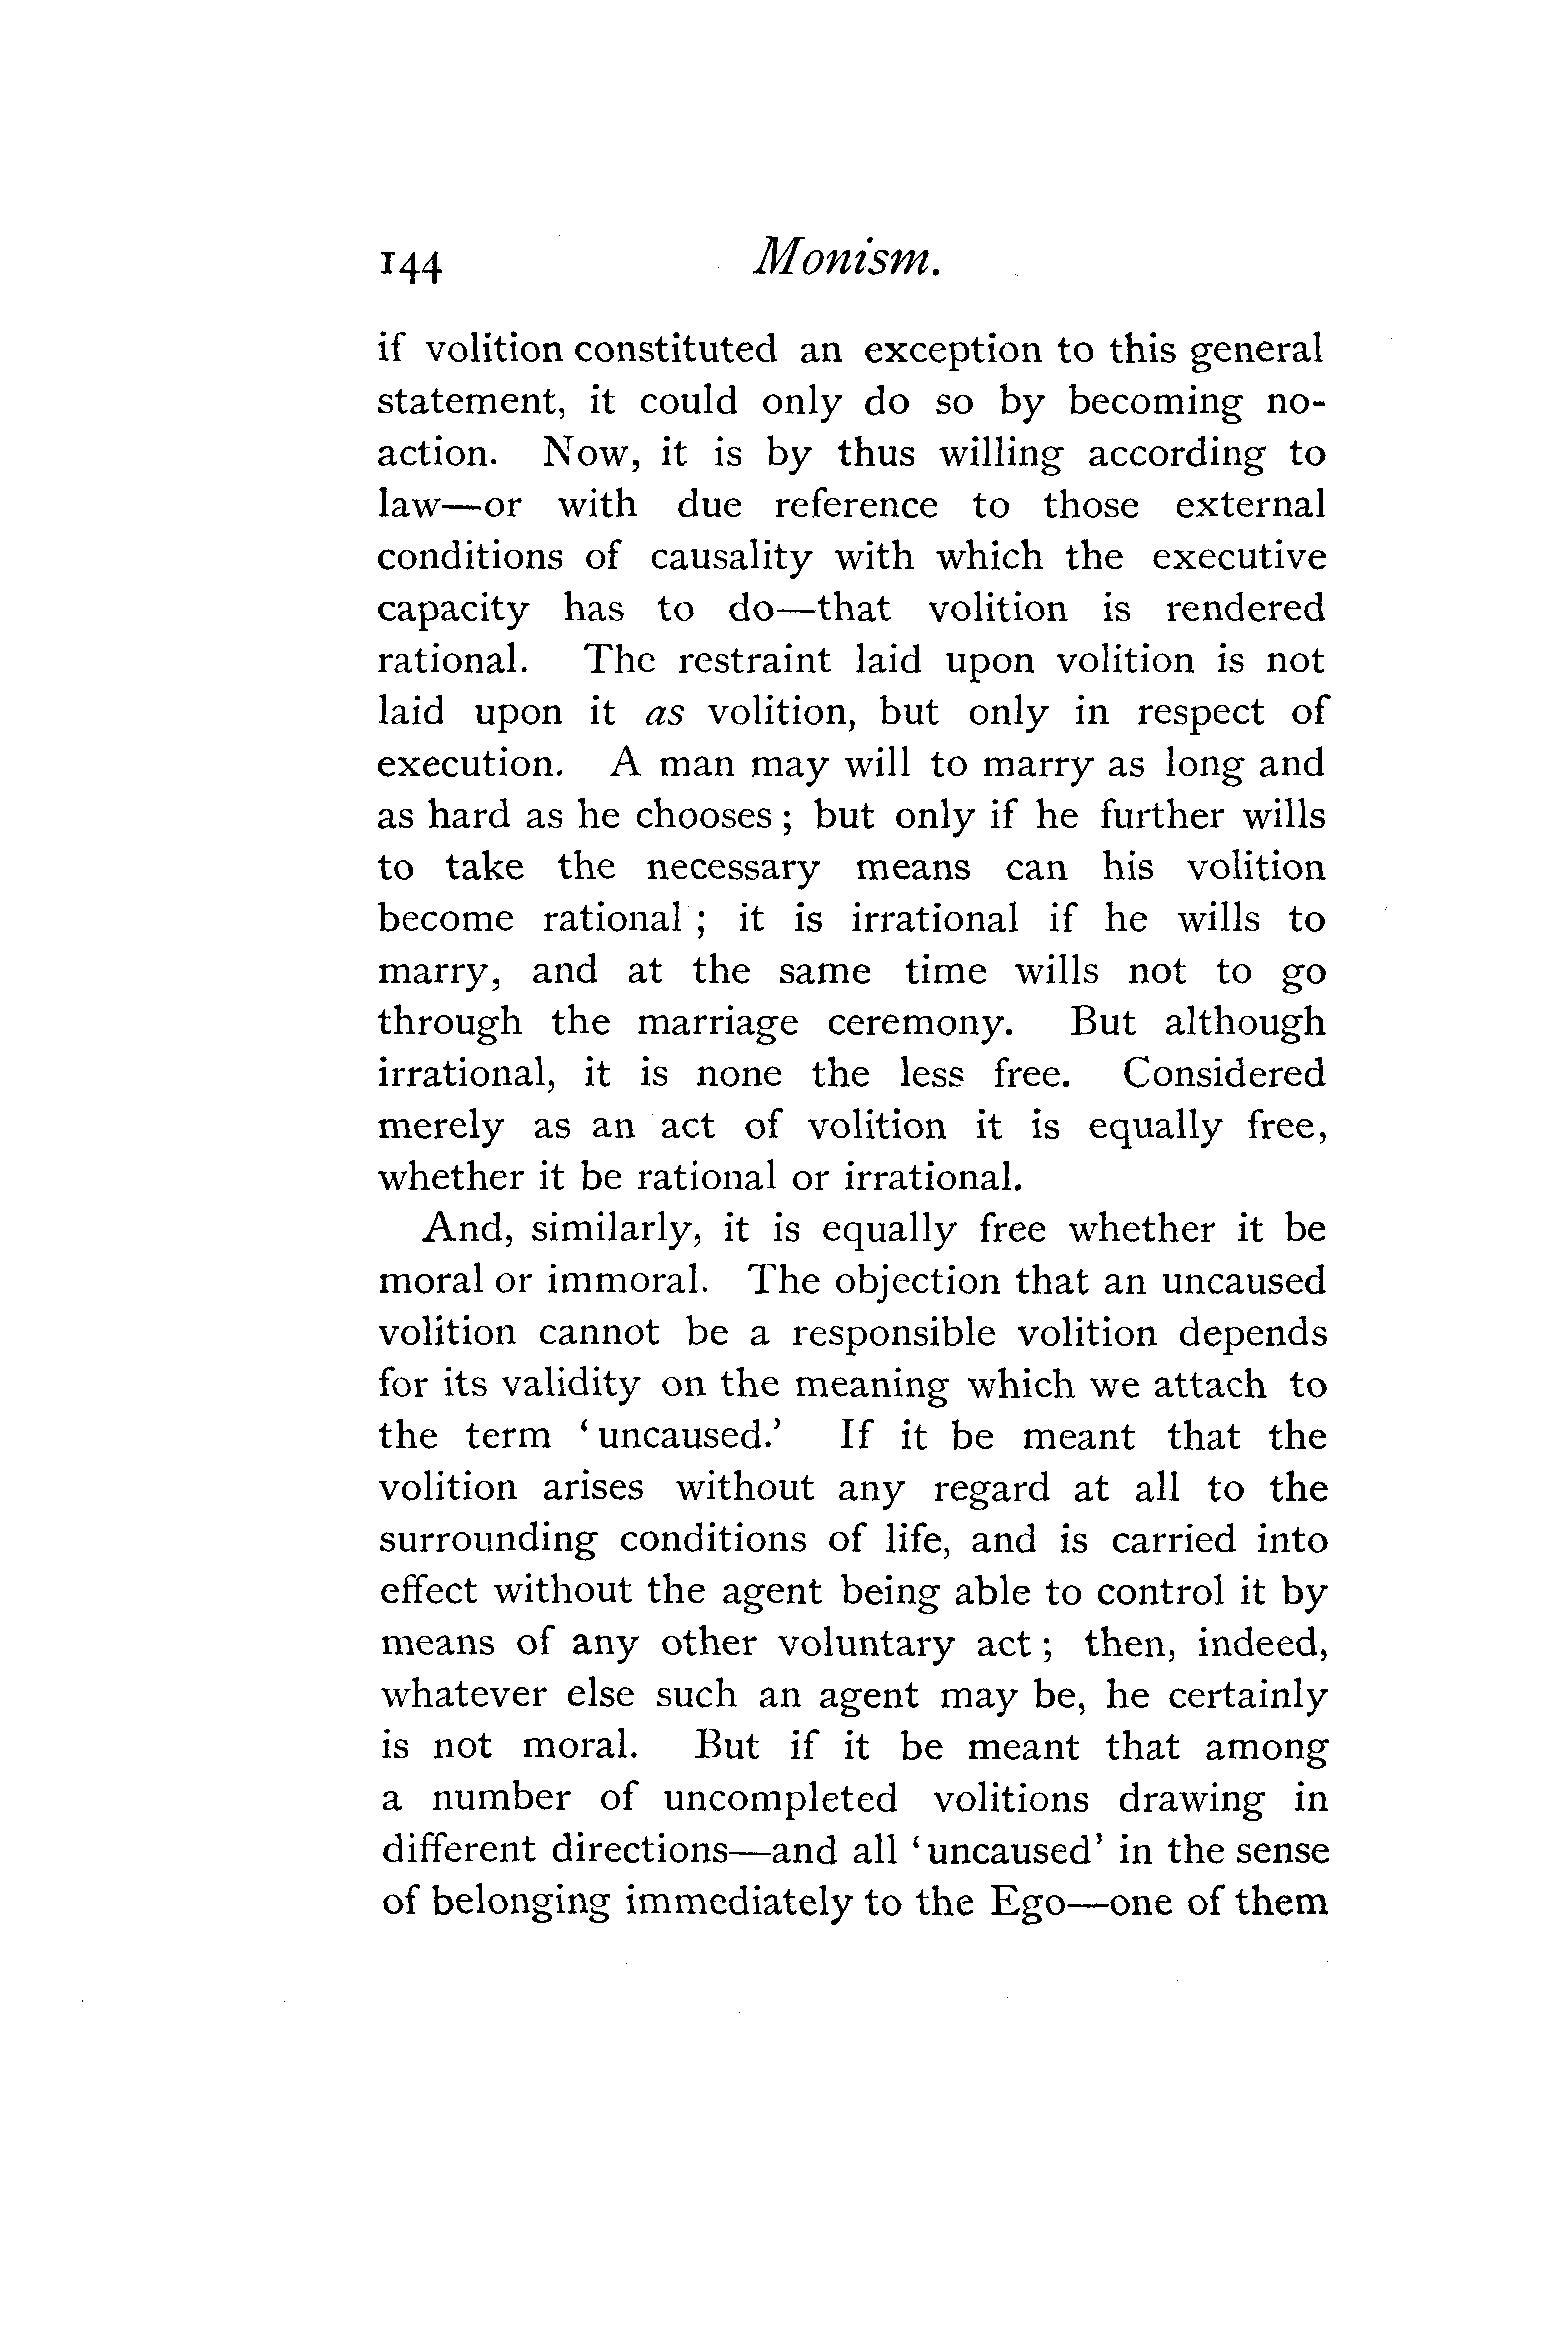 144 Monism.
if volition constituted an exception to this general
statement, it could only do so by becoming no-
action. Now, it is by thus willing according to
law—or with due reference to those external
conditions of causality with which the executive
capacity has to do—that volition is rendered
rational. The restraint laid upon volition is not
laid upon it as volition, but only in respect of
execution. A man may will to marry as long and
as hard as he chooses ; but only if he further wills
to take the necessary means can his volition
become rational ; it is irrational if he wills to
marry, and at the same time wills not to go
through the marriage ceremony. But although
irrational, it is none the less free. Considered
merely as an act of volition it is equally free,
whether it be rational or irrational.
And, similarly, it is equally free whether it be
moral or immoral. The objection that an uncaused
volition cannot be a responsible volition depends
for its validity on the meaning which we attach to
the term ‘uncaused.’ If it be meant that the
volition arises without any regard at all to the
surrounding conditions of life, and is carried into
effect without the agent being able to control it by
means of any other voluntary act ; then, indeed,
whatever else such an agent may be, he certainly
is not moral. But if it be meant that among
a number of uncompleted volitions drawing in
different directions—and all ‘uncaused’ in the sense
of belonging immediately to the Ego—one of them